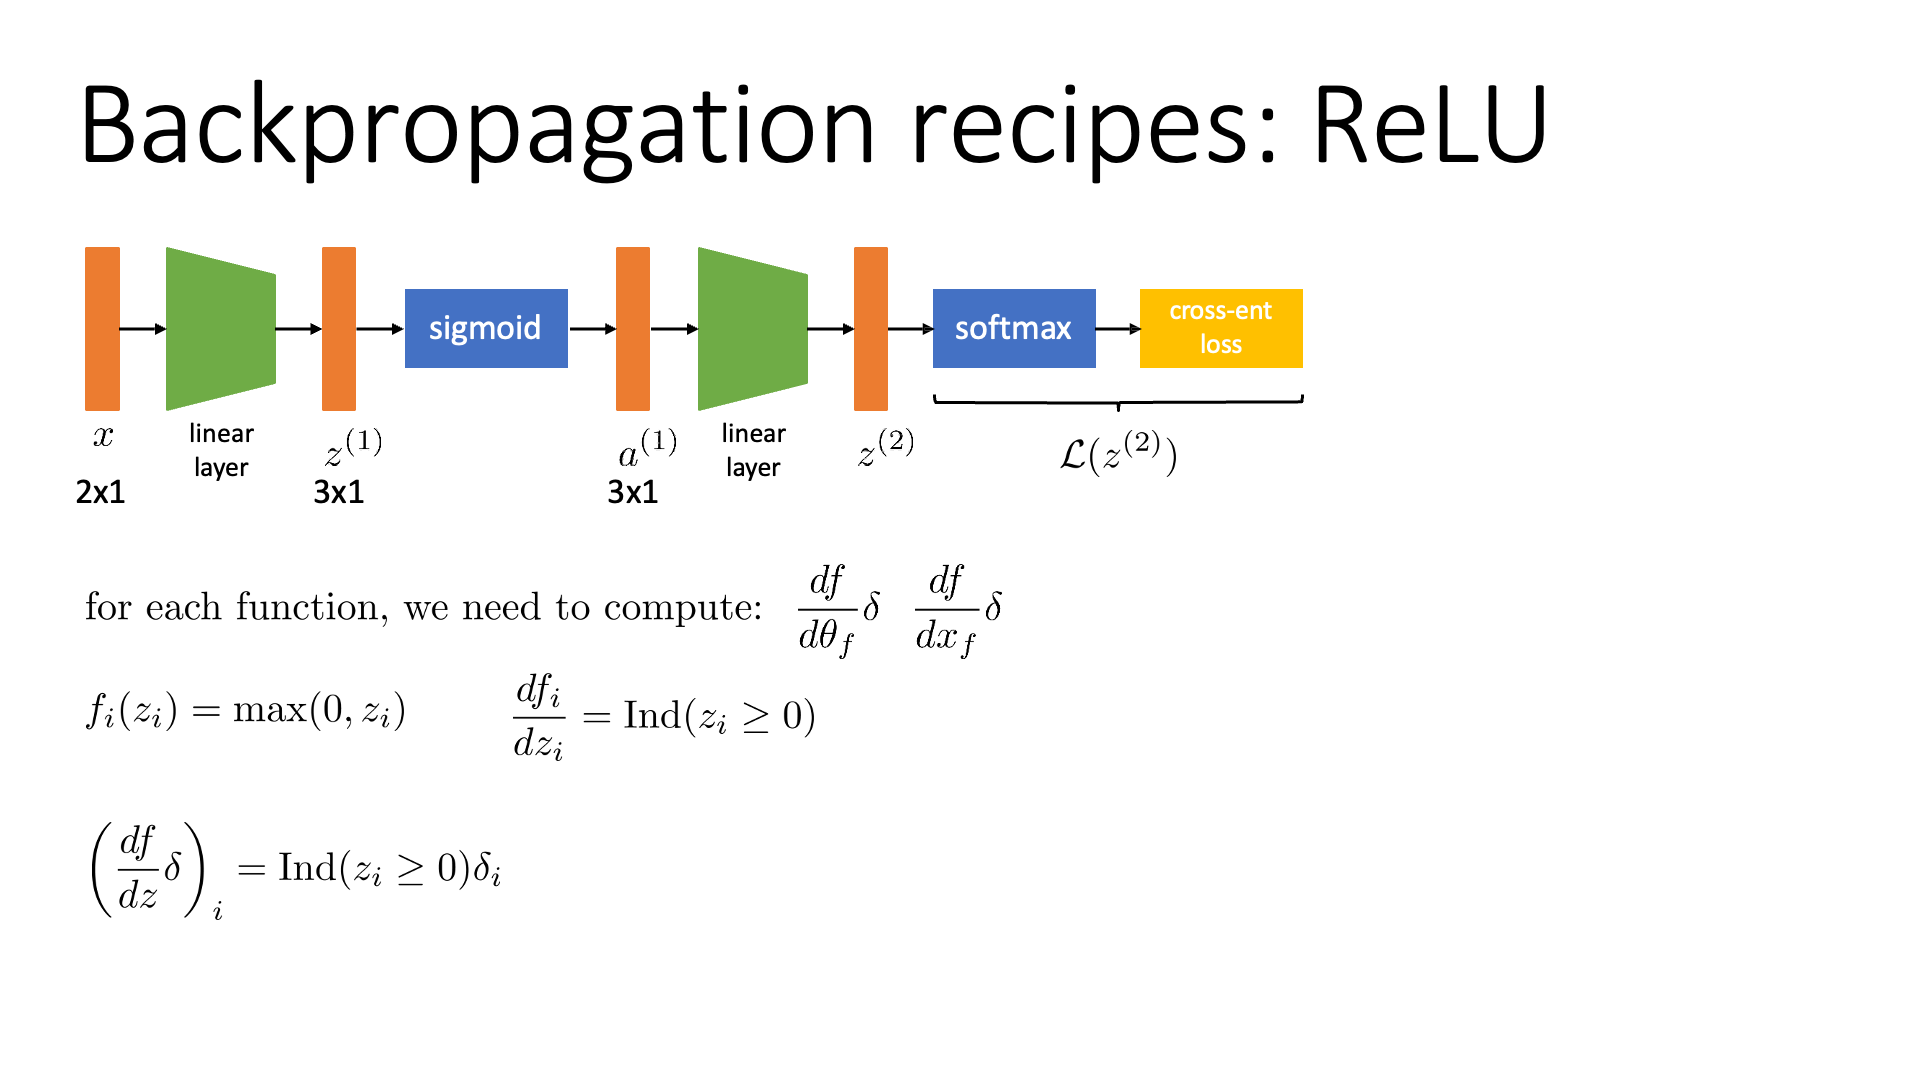 Backpropagation recipes: ReLU
sigmoid
softmax
cross-ent
loss
x
linear
layer
z^{(1)}
a^{(1)}
linear
layer
z^{(2)}
\mathcal{L}(z^{(2)})
2x1
3x1
3x1
for each function, we need to compute: \frac{df}{d\theta_f}\delta \frac{df}{dx_f}\delta
f_i(z_i) = \max(0, z_i) \frac{df_i}{dz_i} = \text{Ind}(z_i \geq 0)
\left(\frac{df}{dz}\delta\right)_i = \text{Ind}(z_i \geq 0)\delta_i